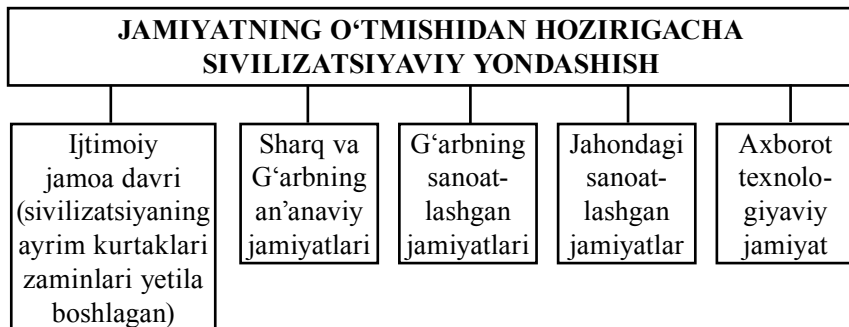 JAMIYATNING O‘TMISHIDAN HOZIRIGACHA
SIVILIZATSIYAVIY YONDASHISH
Ijtimoiy
jamoa davri
(sivilizatsiyaning
ayrim kurtaklari
zaminlari yetila
boshlagan)
Sharq va
G‘arbning
an’anaviy
jamiyatlari
G‘arbning
sanoat-
lashgan
jamiyatlari
Jahondagi
sanoat-
lashgan
jamiyatlar
Axborot
texnolo-
giyaviy
jamiyat